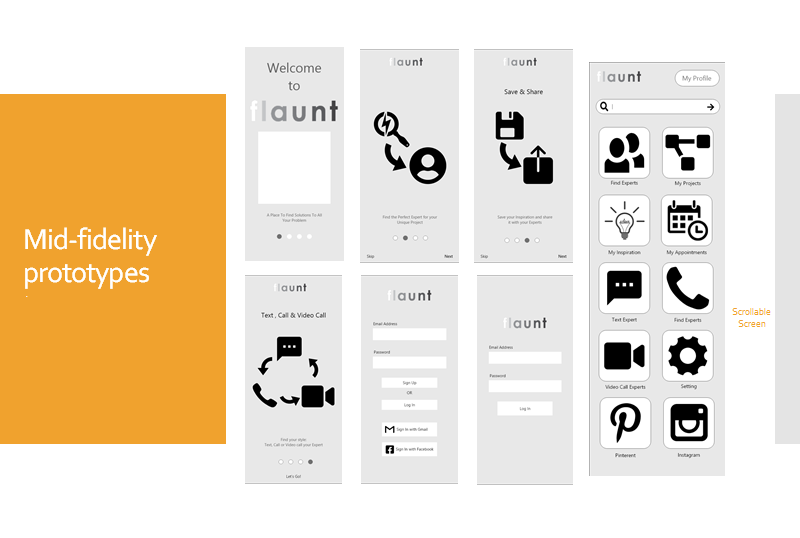 Mid-fidelity
prototypes
Welcome
to
flaunt
A Place To Find Solutions To All
Your Problem
flaunt
Find the Perfect Expert for your
Unique Project
Skip
Next
flaunt
Save & Share
Save your Inspiration and share
it with your Experts
Skip
Next
flaunt
Text , Call & Video Call
Find your style
Text, Call or Video call your Expert
Let's Go!
flaunt
Email Address
Password
Sign Up
OR
Log In
Sign In with Gmail
Sign In with Facebook
flaunt
Email Address
Password
Log In
flaunt
My Profile
Find Experts
My Projects
My Inspiration
My Appointments
Text Expert
Find Experts
Video Call Experts
Setting
Pinterent
Instagram
Scrollable
Screen